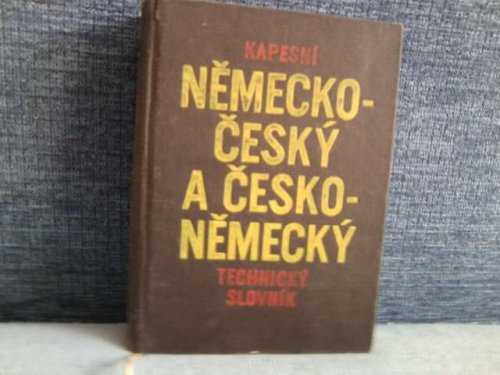 KAPESNÍ
NĚMECKO-
ČESKÝ
A ČESKO-
NĚMECKÝ
TECHNICKÝ
SLOVNÍK